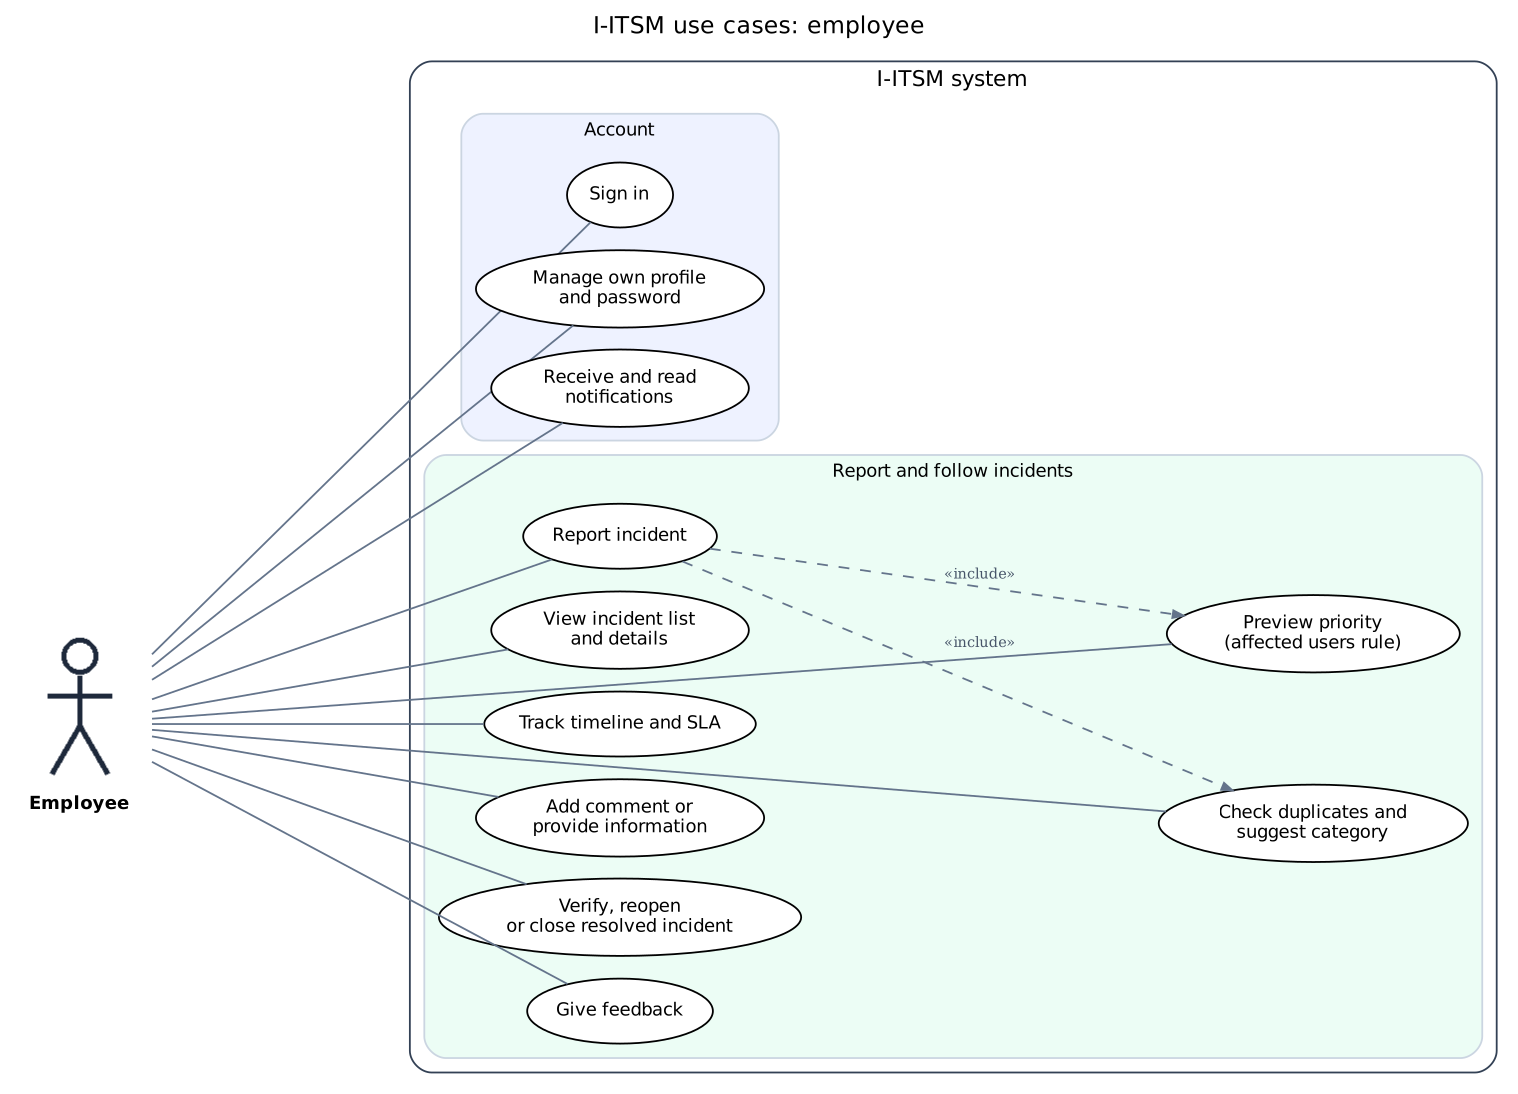 I-ITSM use cases: employee
I-ITSM system
Account
Sign in
Manage own profile
and password
Receive and read
notifications
Report and follow incidents
Report incident
«include»
Preview priority
(affected users rule)
View incident list
and details
«include»
Track timeline and SLA
Employee
Add comment or
provide information
Check duplicates and
suggest category
Verify, reopen
or close resolved incident
Give feedback